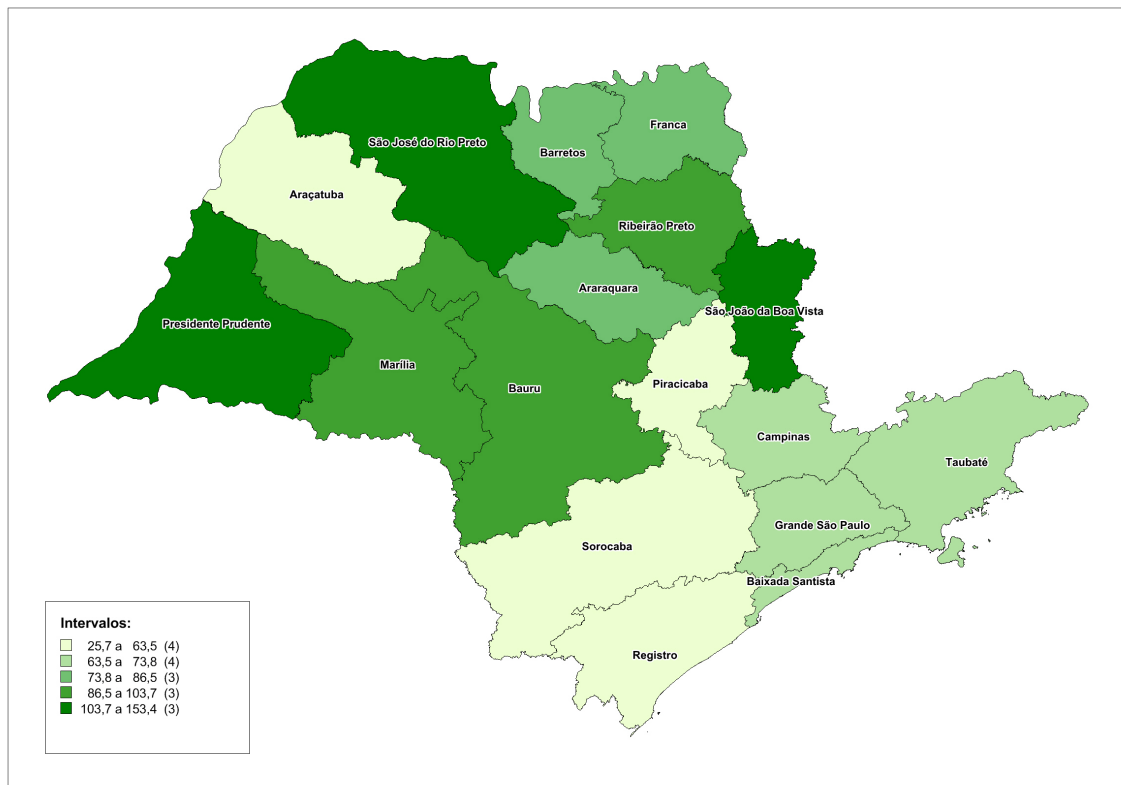 São José do Rio Preto
Franca
Barretos
Araçatuba
Ribeirão Preto
Araraquara
São João da Boa Vista
Presidente Prudente
Marília
Bauru
Piracicaba
Campinas
Taubaté
Grande São Paulo
Sorocaba
Baixada Santista
Registro
Intervalos:
25,7 a 63,5 (4)
63,5 a 73,8 (4)
73,8 a 86,5 (3)
86,5 a 103,7 (3)
103,7 a 153,4 (3)